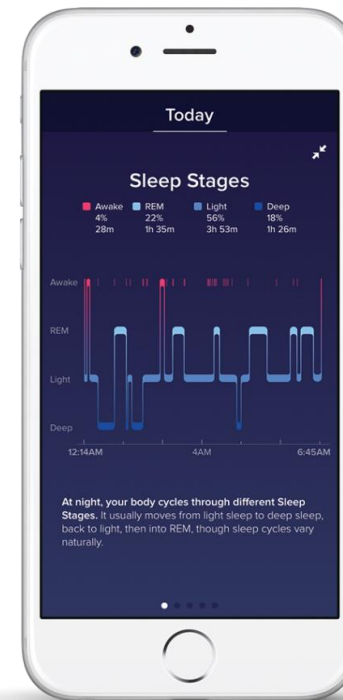 Today
Sleep Stages
Awake REM Light Deep
4% 22% 56% 18%
28m 1h 35m 3h 53m 1h 26m
Awake
REM
Light
Deep
12:14AM 4AM 6:45AM
At night, your body cycles through different Sleep
Stages. It usually moves from light sleep to deep sleep,
back to light, then into REM, though sleep cycles vary
naturally.